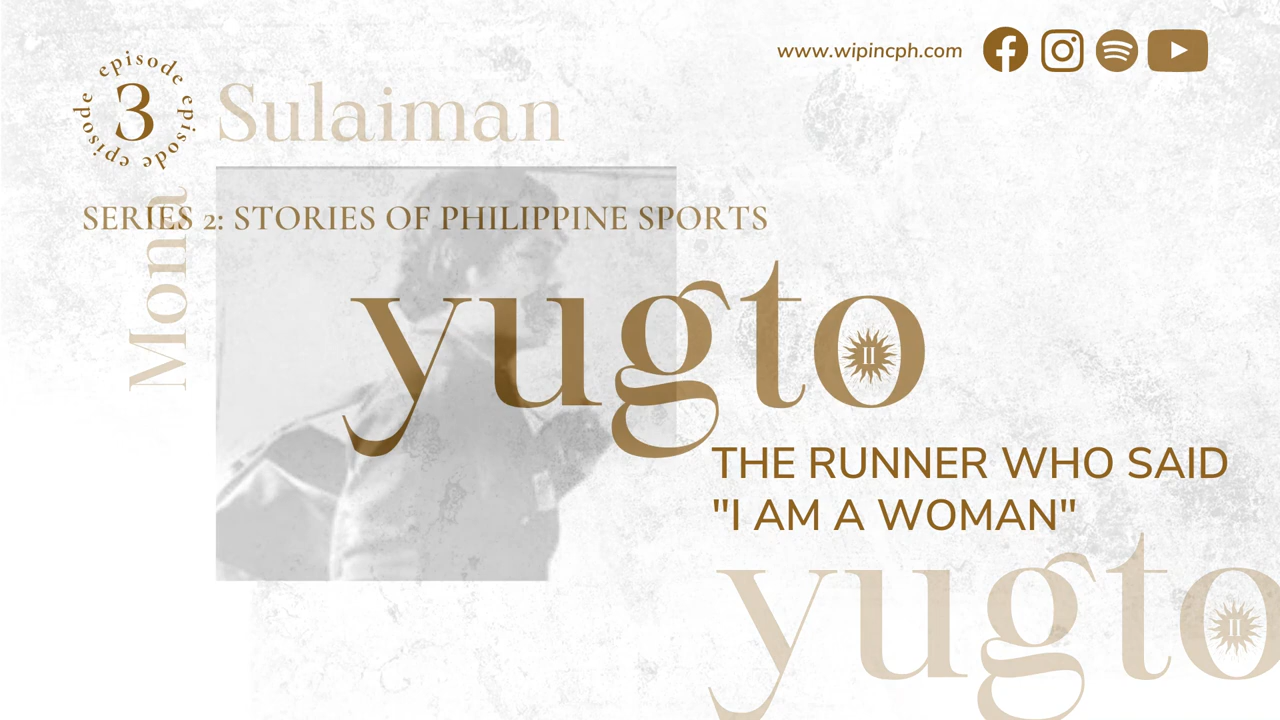 www.wipincph.com
episode episode episode episode
3
Sulaiman
Mona
SERIES 2: STORIES OF PHILIPPINE SPORTS
yugto
II
THE RUNNER WHO SAID
"I AM A WOMAN"
yugto
II